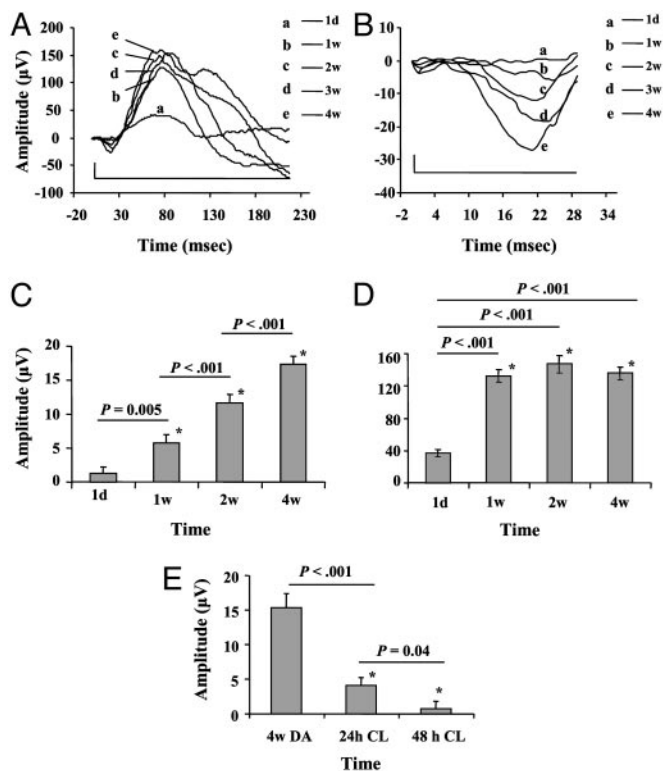 A
B
200
150
100
50
0
-50
-100
Amplitude (µV)
e
c
d
b
a
a 1d
b 1w
c 2w
d 3w
e 4w
-20 30 80 130 180 230
Time (msec)
10
0
-10
-20
-30
-40
Amplitude (µV)
a
b
c
d
e
a 1d
b 1w
c 2w
d 3w
e 4w
-2 4 10 16 22 28 34
Time (msec)
C
D
P < .001
P < .001
P = 0.005
20
15
10
5
0
Amplitude (µV)
*
*
*
1d 1w 2w 4w
Time
P < .001
P < .001
P < .001
160
120
80
40
0
*
*
*
1d 1w 2w 4w
Time
E
P < .001
P = 0.04
20
15
10
5
0
Amplitude (µV)
*
*
4w DA 24h CL 48 h CL
Time